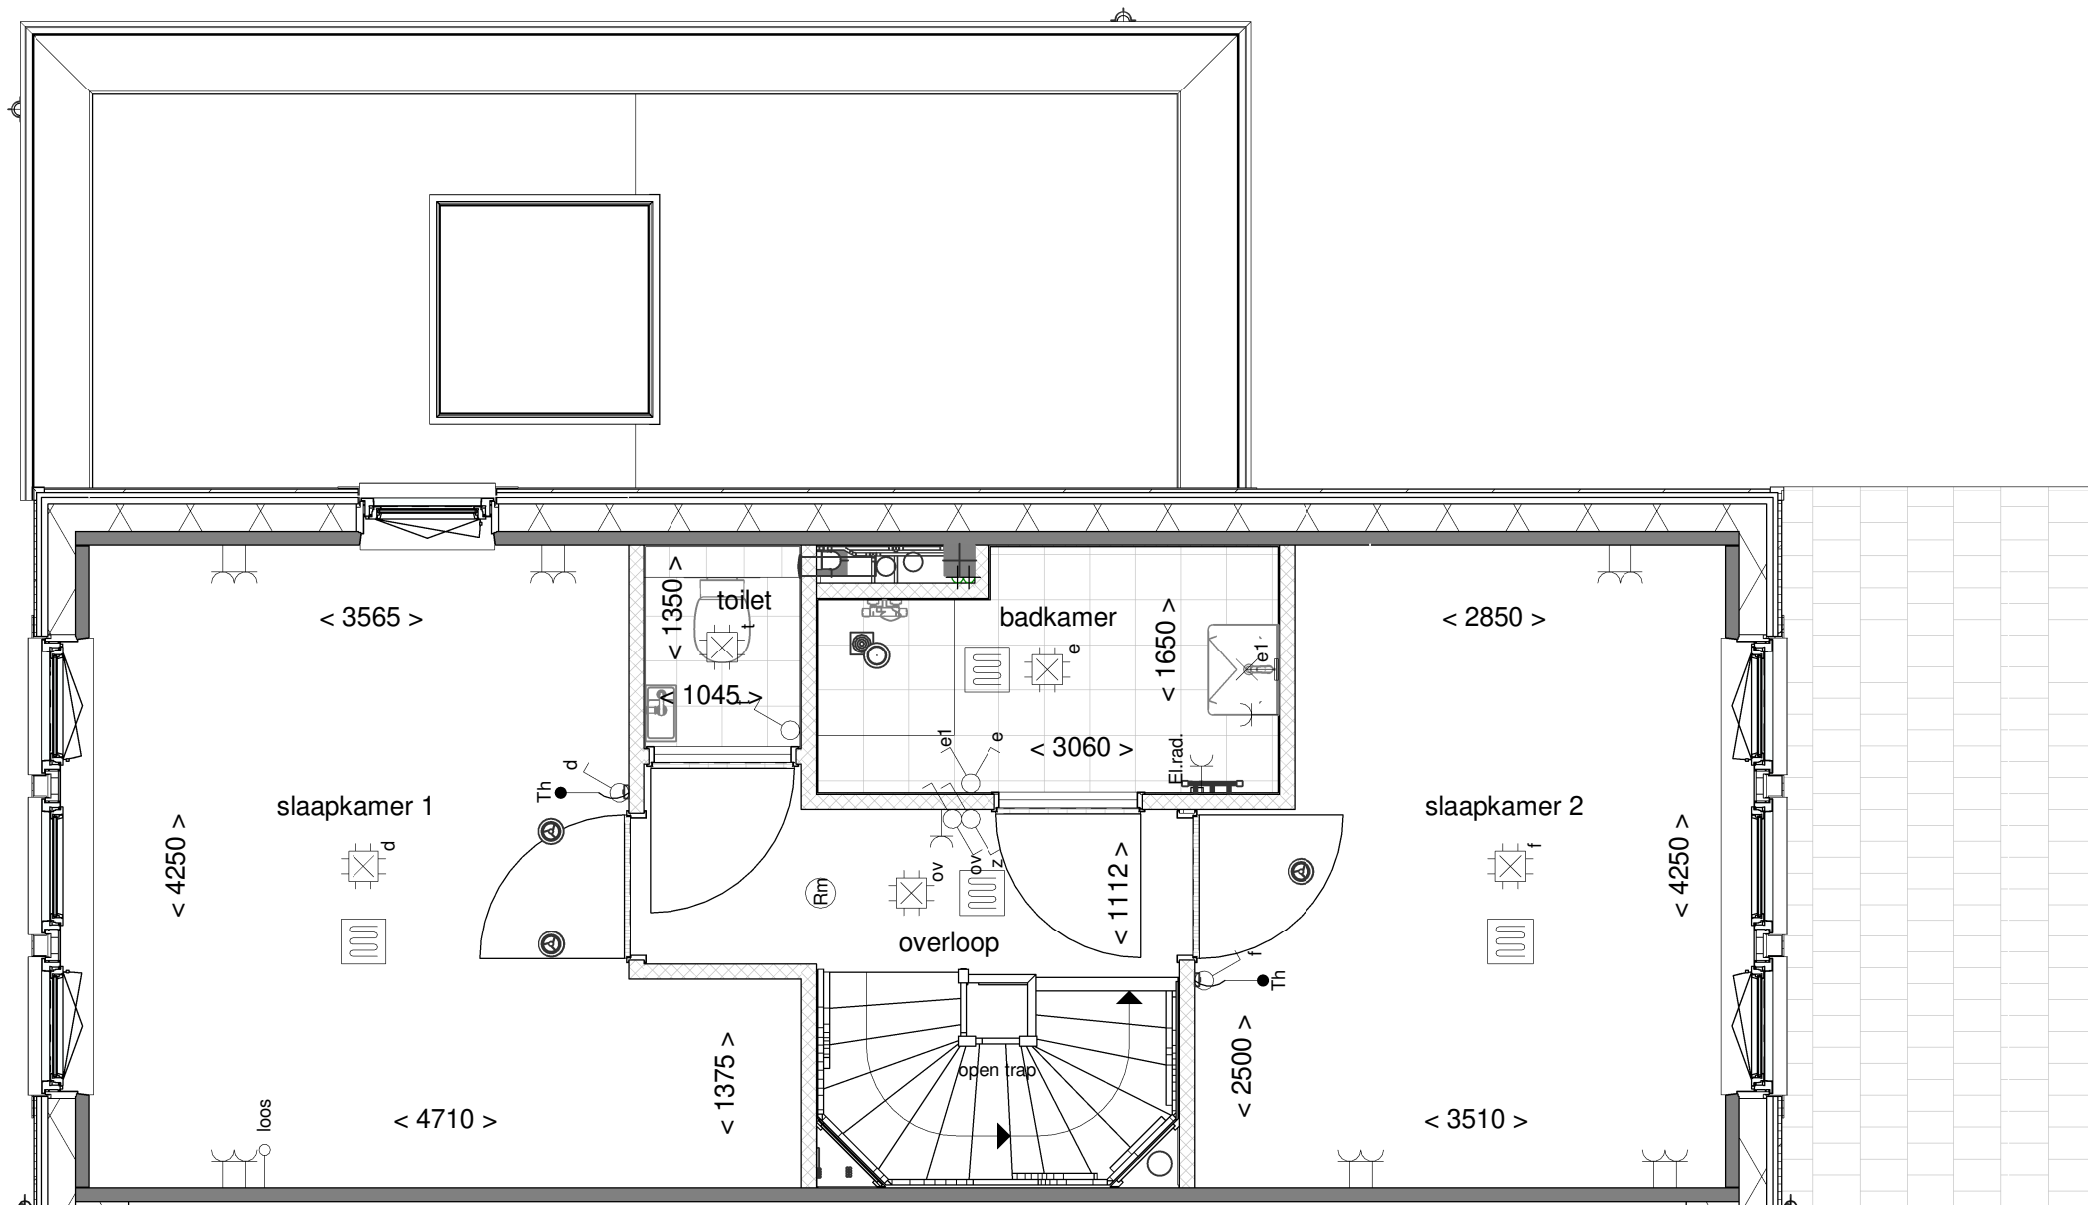 < 3565 >
< 1350 >
toilet
t
badkamer
< 1650 >
e
e1
< 2850 >
< 1045 >
t
e1
e
< 3060 >
El.rad.
d
Th
slaapkamer 1
slaapkamer 2
< 4250 >
d
ov
ov
z
Rm
< 1112 >
f
< 4250 >
overloop
f
Th
open trap
< 1375 >
< 2500 >
loos
< 4710 >
< 3510 >